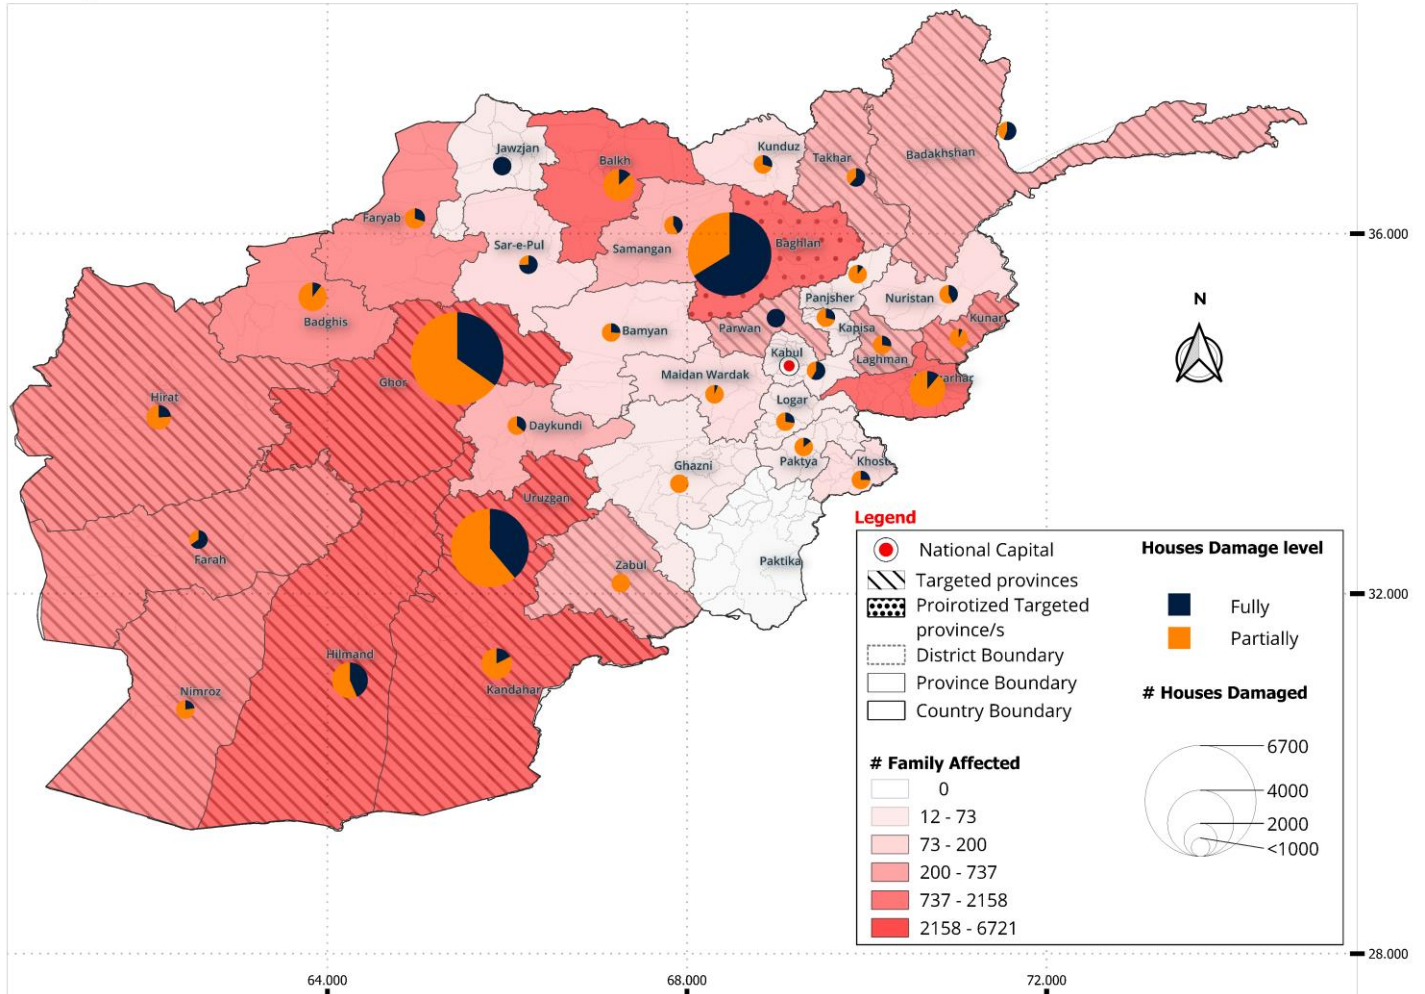 Jawzjan
Balkh
Kunduz
Takhar
Badakhshan
Faryab
Sar-e-Pul
Samangan
Baghlan
36.000
Badghis
Bamyan
Parwan
Panjsher
Nuristan
Kapisa
Kunar
Laghman
Kabul
N
Ghor
Hirat
Maidan Wardak
arhar
Logar
Daykundi
Ghazni
Paktya
Khost
Uruzgan
Farah
Zabul
Paktika
32.000
Hilmand
Kandahar
Nimroz
Legend
National Capital
Targeted provinces
Proirotized Targeted
province/s
District Boundary
Province Boundary
Country Boundary
# Family Affected
0
12 - 73
73 - 200
200 - 737
737 - 2158
2158 - 6721
Houses Damage level
Fully
Partially
# Houses Damaged
6700
4000
2000
<1000
28.000
64.000
68.000
72.000